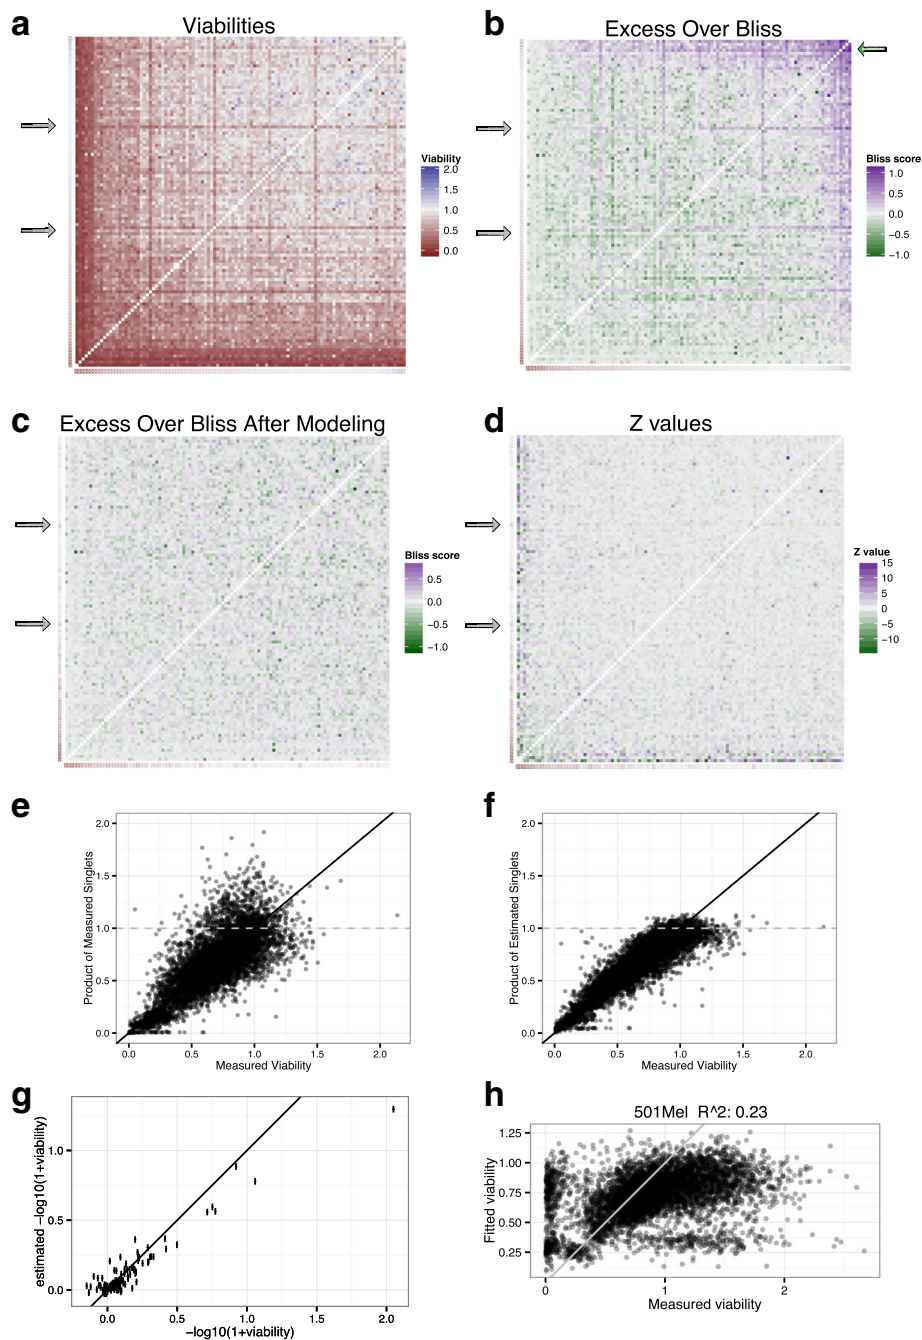 a
Viabilities
Viability
2.0
1.5
1.0
0.5
0.0
b
Excess Over Bliss
Bliss score
1.0
0.5
0.0
−0.5
−1.0
c
Excess Over Bliss After Modeling
Bliss score
0.5
0.0
−0.5
−1.0
d
Z values
Z value
15
10
5
0
−5
−10
e
Product of Measured Singlets
2.0
1.5
1.0
0.5
0.0
0.0 0.5 1.0 1.5 2.0
Measured Viability
f
Product of Estimated Singlets
2.0
1.5
1.0
0.5
0.0
0.0 0.5 1.0 1.5 2.0
Measured Viability
g
estimated −log10(1+viability)
1.0
0.5
0.0
0.0 0.5 1.0 1.5 2.0
−log10(1+viability)
h
501Mel R^2: 0.23
Fitted viability
1.25
1.00
0.75
0.50
0.25
0 1 2
Measured viability